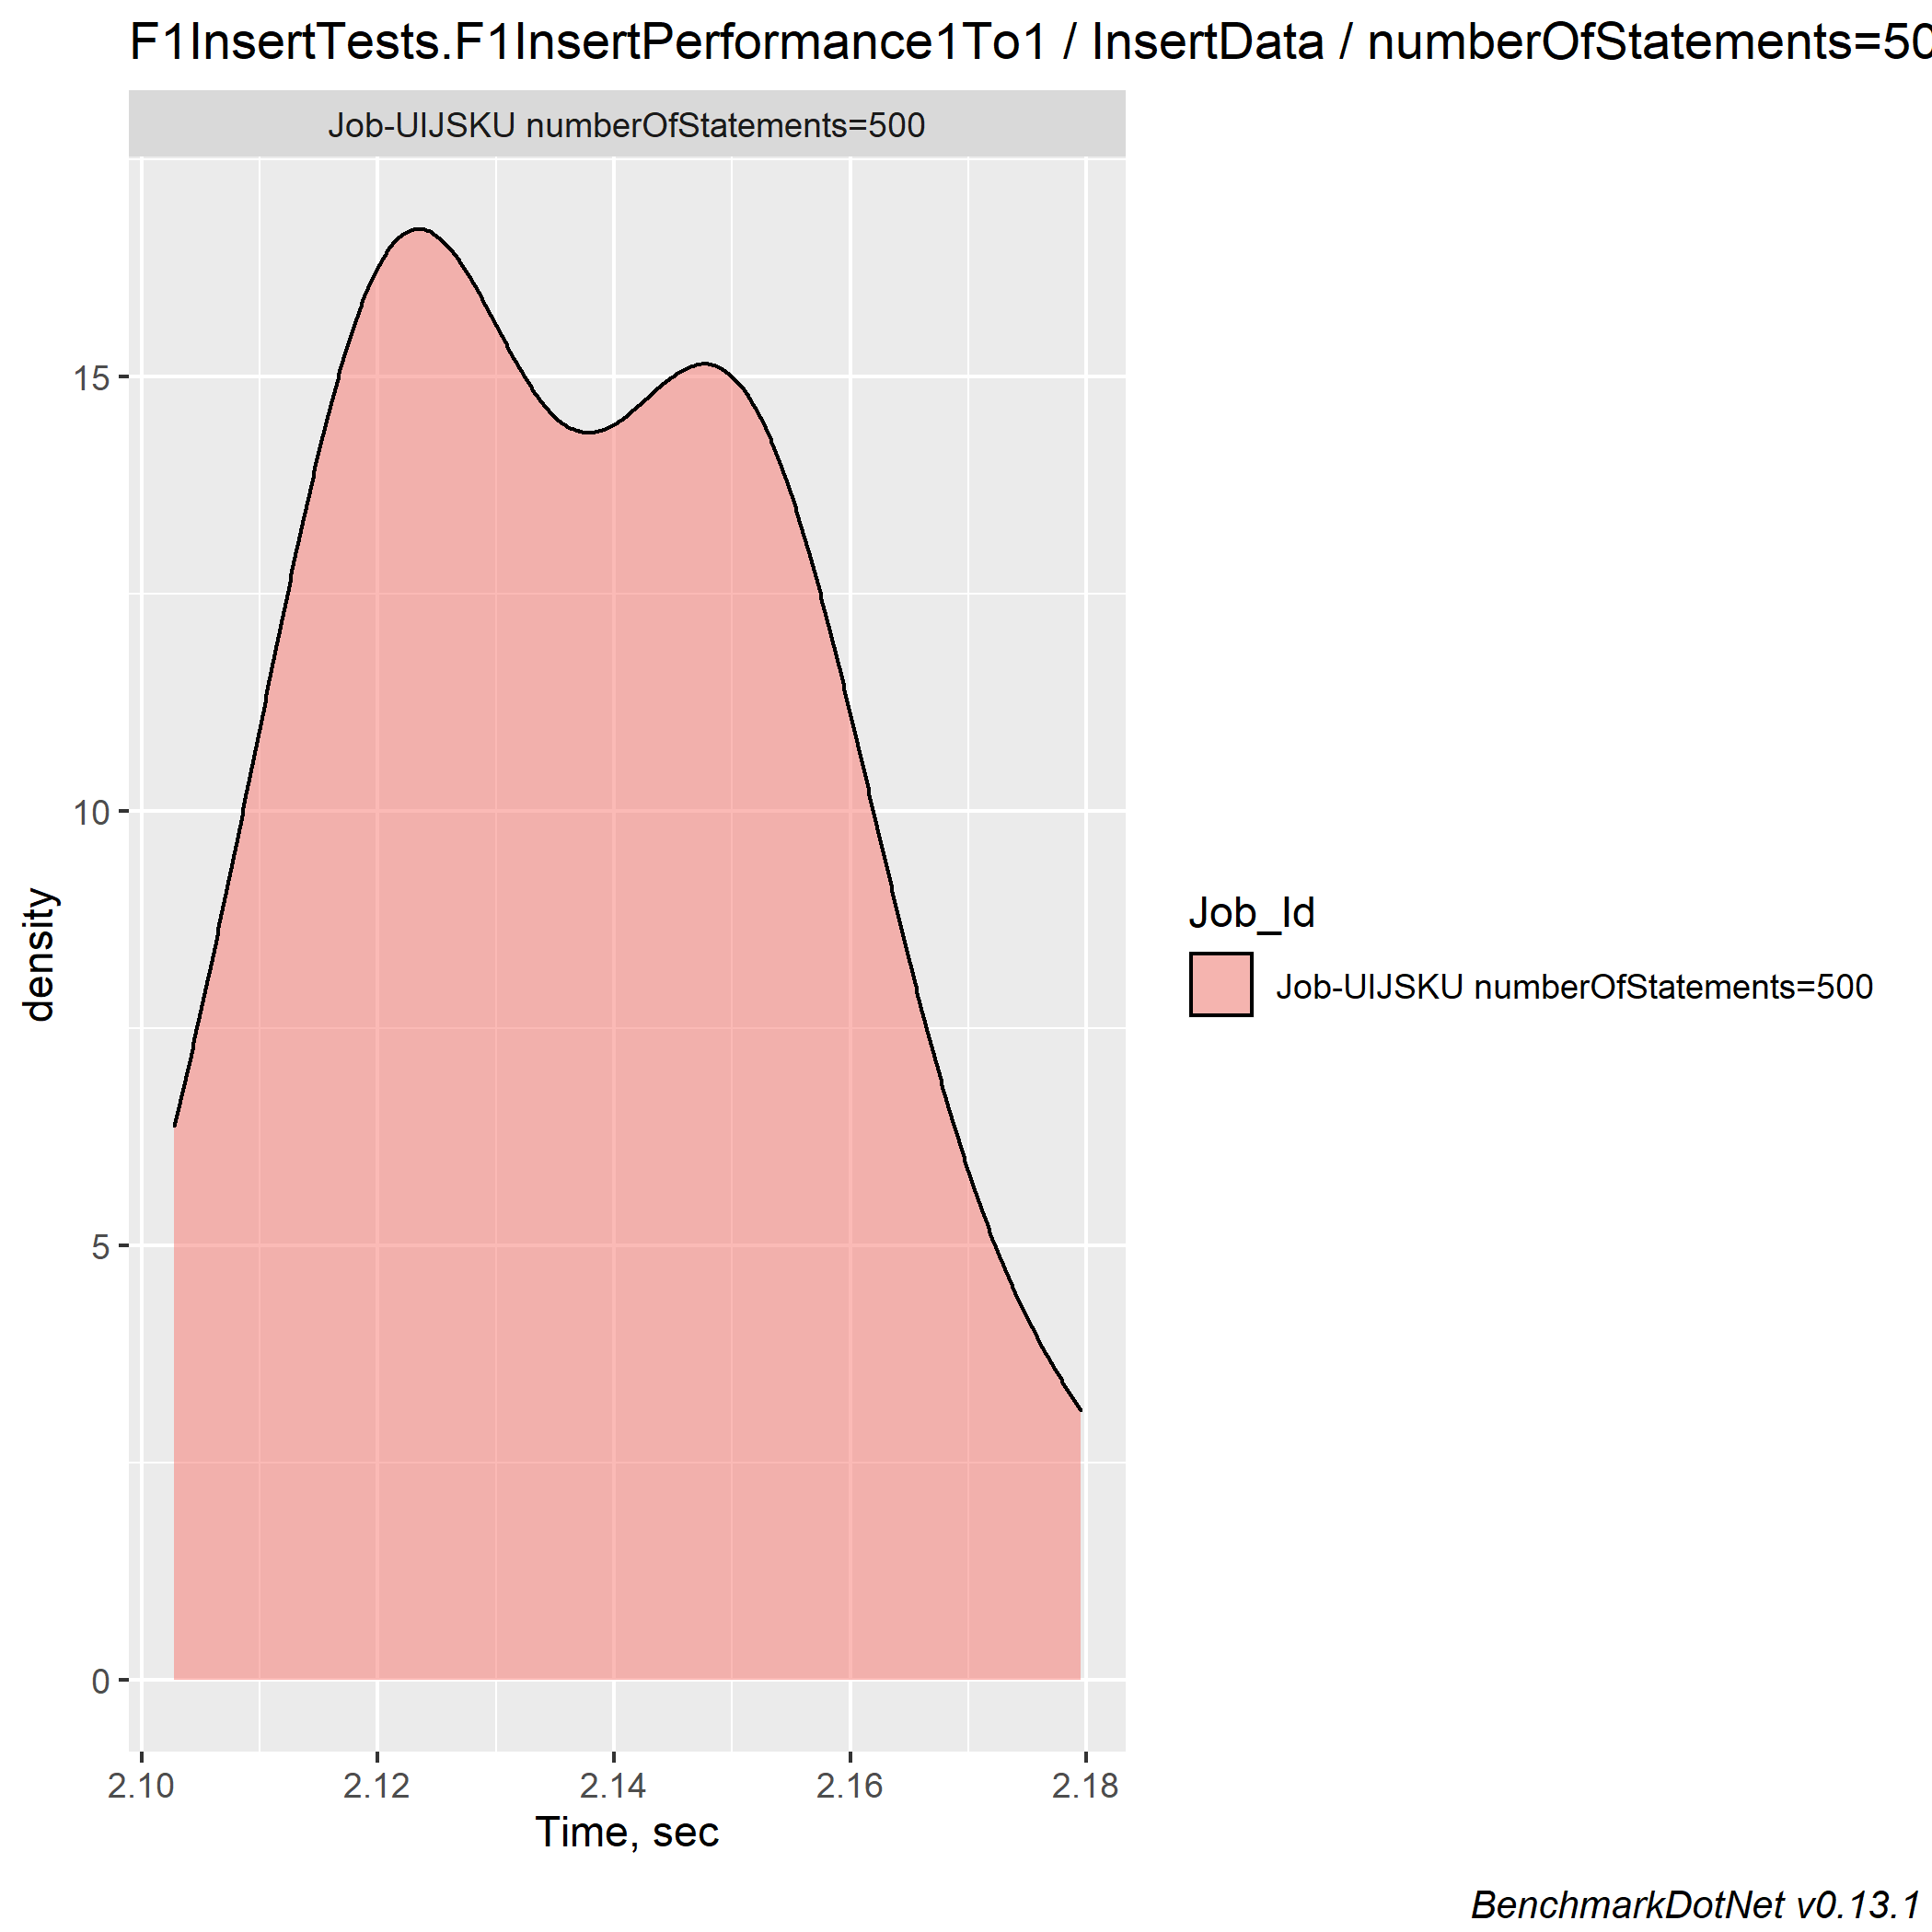 F1InsertTests.F1InsertPerformance1To1 / InsertData / numberOfStatements=50
Job-UIJSKU numberOfStatements=500
15
10
5
0
density
2.10 2.12 2.14 2.16 2.18
Time, sec
Job_Id
Job-UIJSKU numberOfStatements=500
BenchmarkDotNet v0.13.1